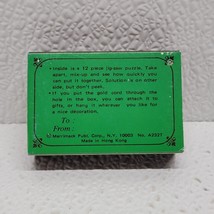 • Inside is a 12 piece jigsaw puzzle. Take
apart, mix-up and see how quickly you
can put it together. Solution is on other
side, but don't peek.
• If you put the gold cord through the
hole in the box, you can attach it to
gifts, or hang it wherever you like for a
nice decoration.
To
From:
Merrimack Publ. Corp., N.Y. 10003 No.
Made in Hong Kong